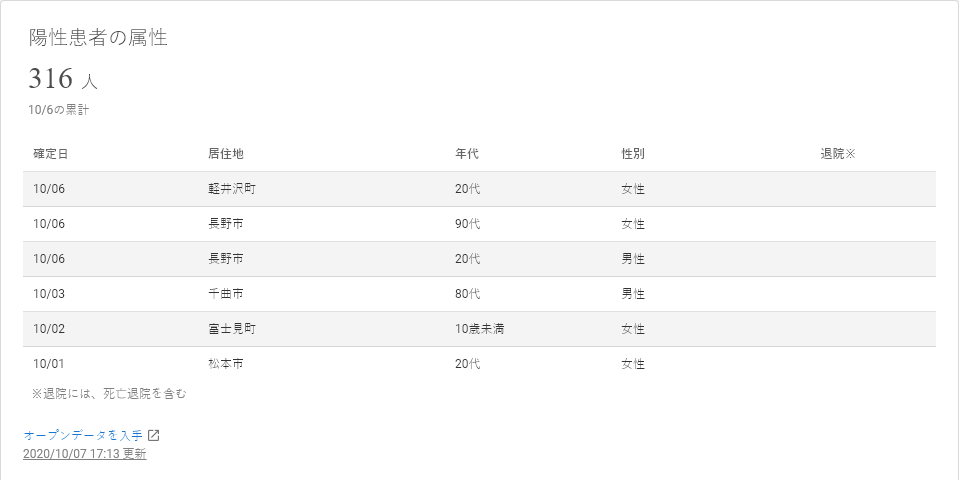 陽性患者の属性
316 人
10/6の累計
確定日 居住地 年代 性別 退院※
10/06 軽井沢町 20代 女性
10/06 長野市 90代 女性
10/06 長野市 20代 男性
10/03 千曲市 80代 男性
10/02 富士見町 10歳未満 女性
10/01 松本市 20代 女性
※退院には、死亡退院を含む
オープンデータを入手
2020/10/07 17:13 更新